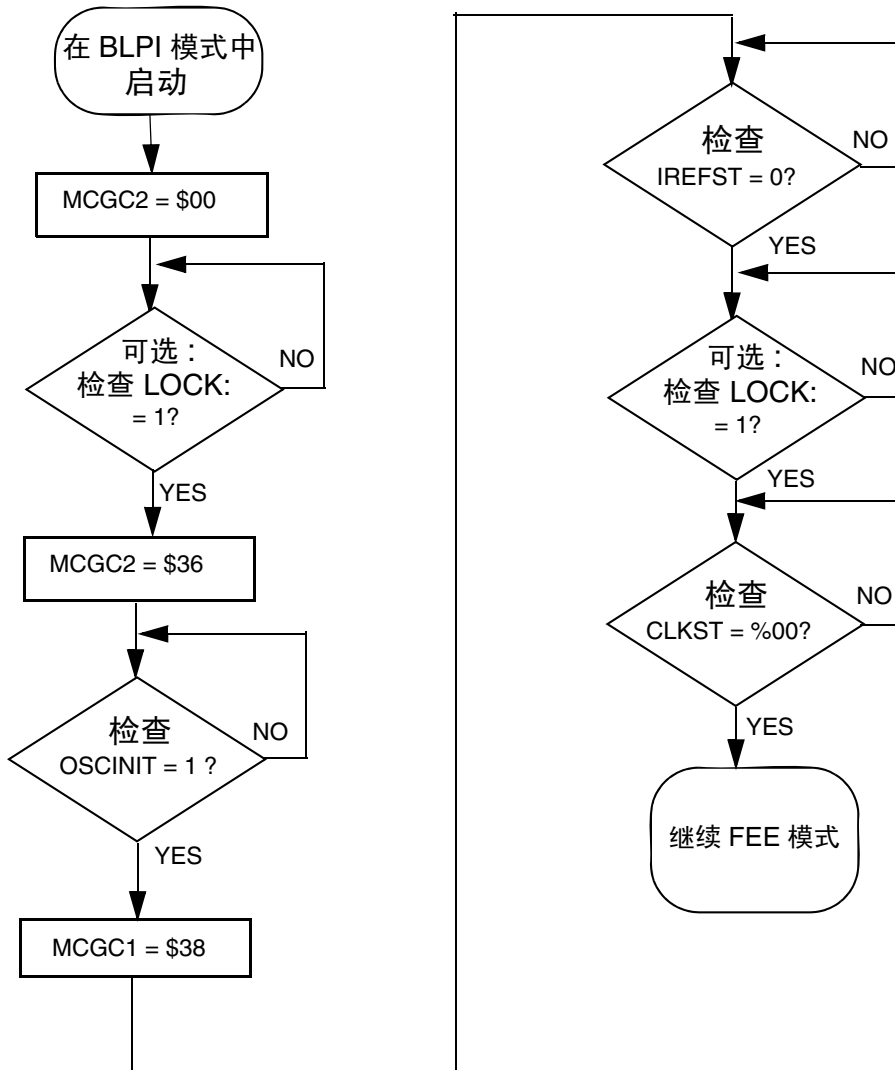 在 BLPI 模式中
启动
MCGC2 = $00
可选 :
检查 LOCK:
= 1?
NO
YES
MCGC2 = $36
检查
OSCINIT = 1 ?
NO
YES
MCGC1 = $38
检查
IREFST = 0?
NO
YES
可选 :
检查 LOCK:
= 1?
NO
YES
检查
CLKST = %00?
NO
YES
继续 FEE 模式